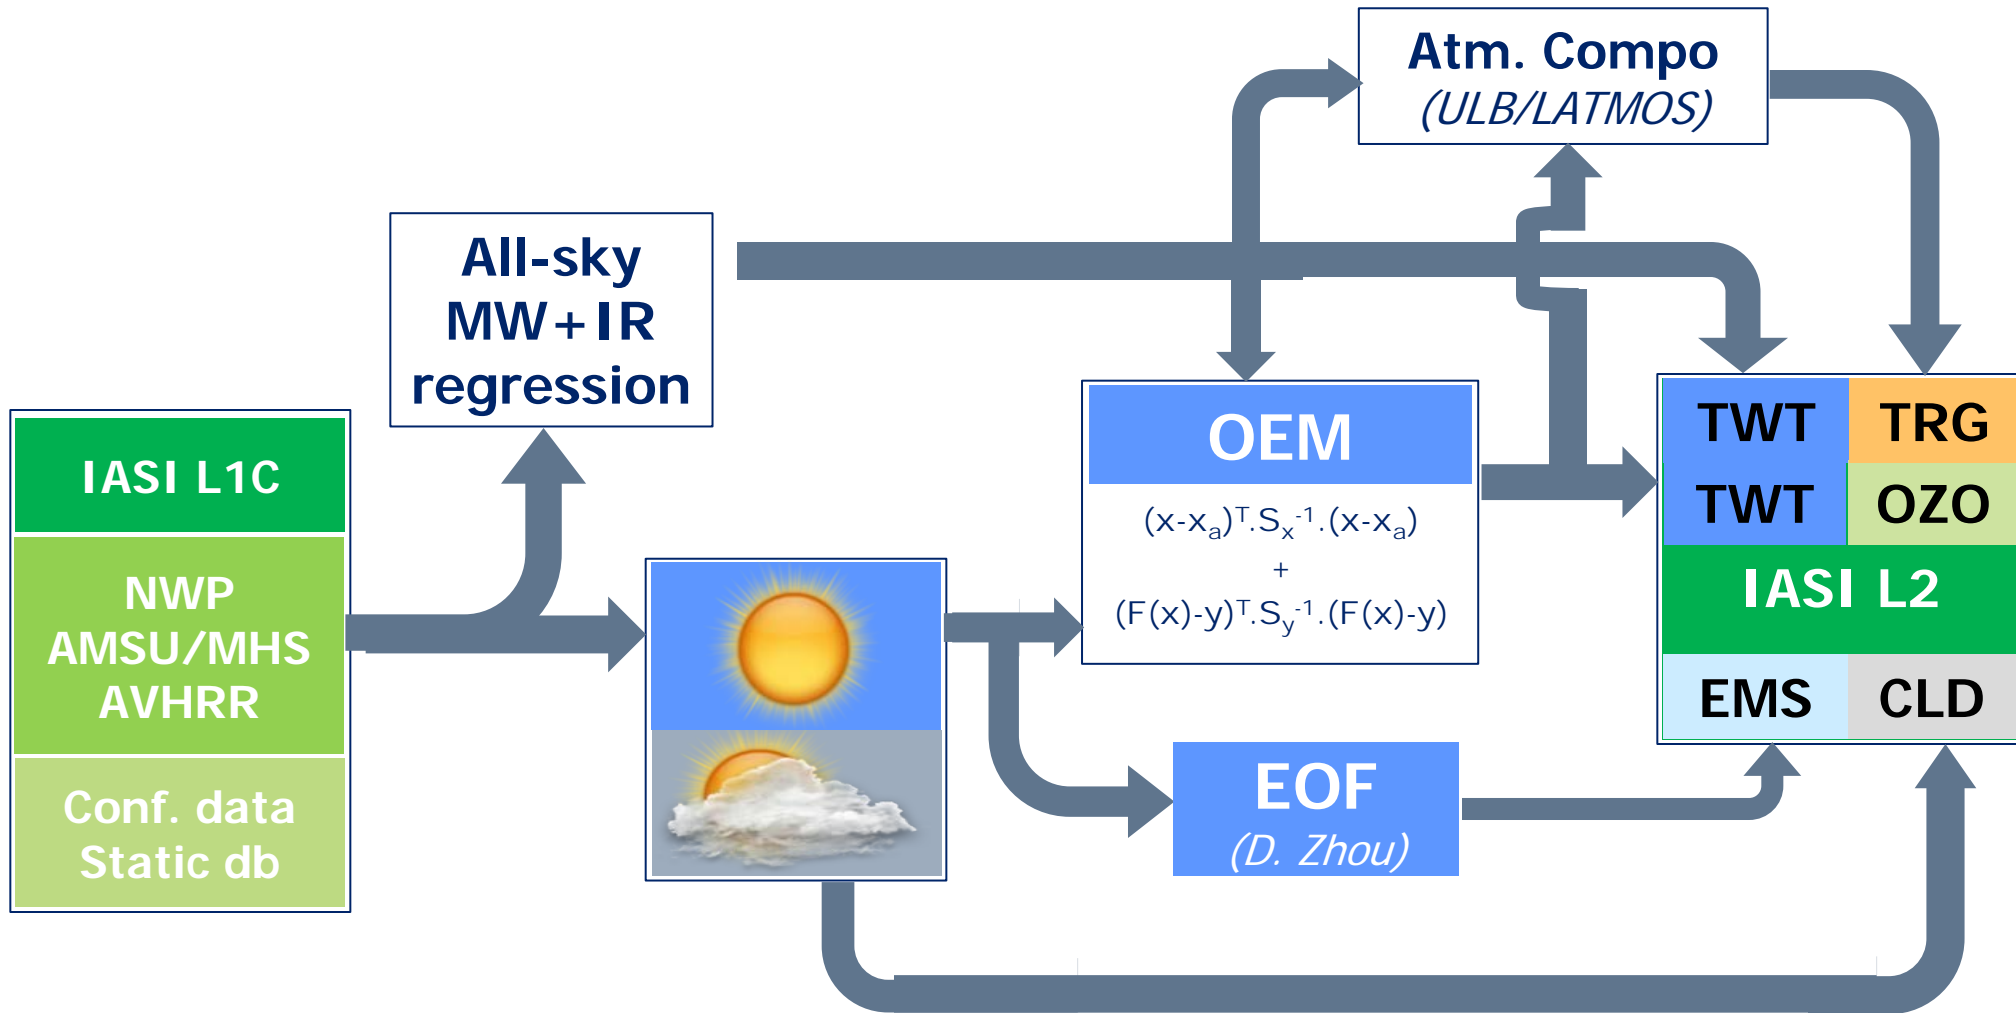 Atm. Compo
(ULB/LATMOS)
All-sky
MW+IR
regression
IASI L1C
NWP
AMSU/MHS
AVHRR
Conf. data
Static db
OEM
(x-xₐ)ᵀ.Sₓ⁻¹.(x-xₐ)
+
(F(x)-y)ᵀ.S_y⁻¹.(F(x)-y)
EOF
(D. Zhou)
TWT TRG
TWT OZO
IASI L2
EMS CLD